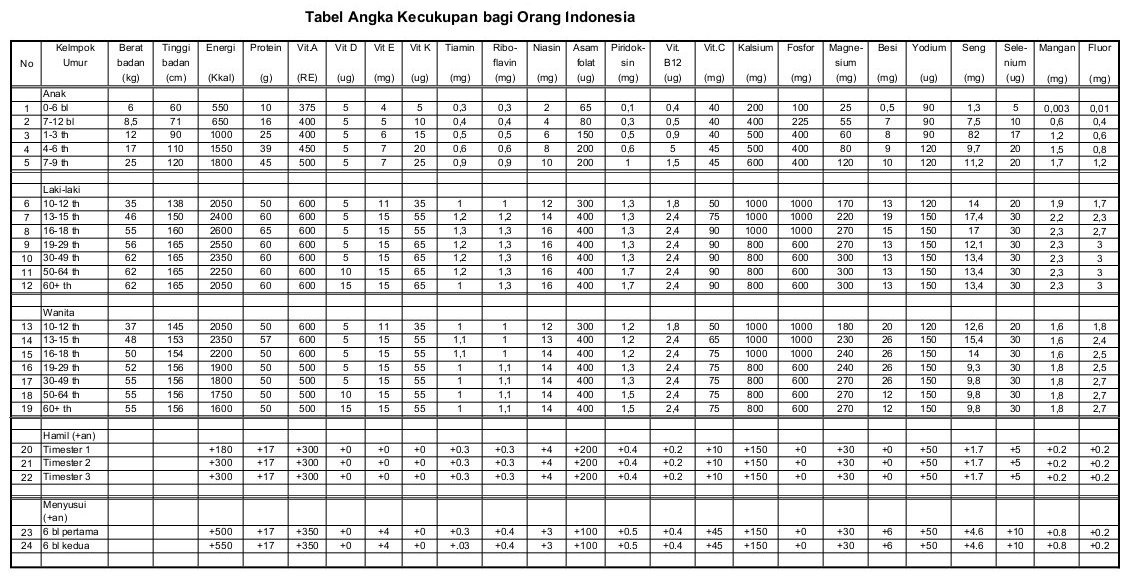 Tabel Angka Kecukupan bagi Orang Indonesia
No Kelmpok Umur Berat badan (kg) Tinggi badan (cm) Energi (Kkal) Protein (g) Vit.A (RE) Vit D (ug) Vit E (mg) Vit K (ug) Tiamin (mg) Ribo-flavin (mg) Niasin (mg) Asam folat (ug) Piridok-sin (mg) Vit. B12 (ug) Vit.C (mg) Kalsium (mg) Fosfor (mg) Magne-sium (mg) Besi (mg) Yodium (ug) Seng (mg) Sele-nium (ug) Mangan (mg) Fluor (mg)
Anak
1 0-6 bl 6 60 550 10 375 5 4 5 0,3 0,3 2 65 0,1 0,4 40 200 100 25 0,5 90 1,3 5 0,003 0,01
2 7-12 bl 8,5 71 650 16 400 5 5 10 0,4 0,4 4 80 0,3 0,5 40 400 225 55 7 90 7,5 10 0,6 0,4
3 1-3 th 12 90 1000 25 400 5 6 15 0,5 0,5 6 150 0,5 0,9 40 500 400 60 8 90 82 17 1,2 0,6
4 4-6 th 17 110 1550 39 450 5 7 20 0,6 0,6 8 200 0,6 5 45 500 400 80 9 120 9,7 20 1,5 0,8
5 7-9 th 25 120 1800 45 500 5 7 25 0,9 0,9 10 200 1 1,5 45 600 400 120 10 120 11,2 20 1,7 1,2
Laki-laki
6 10-12 th 35 138 2050 50 600 5 11 35 1 1 12 300 1,3 1,8 50 1000 1000 170 13 120 14 20 1,9 1,7
7 13-15 th 46 150 2400 60 600 5 15 55 1,2 1,2 14 400 1,3 2,4 75 1000 1000 220 19 150 17,4 30 2,2 2,3
8 16-18 th 55 160 2600 65 600 5 15 55 1,3 1,3 16 400 1,3 2,4 90 1000 1000 270 15 150 17 30 2,3 2,7
9 19-29 th 56 165 2550 60 600 5 15 65 1,2 1,3 16 400 1,3 2,4 90 800 600 270 13 150 12,1 30 2,3 3
10 30-49 th 62 165 2350 60 600 5 15 65 1,2 1,3 16 400 1,3 2,4 90 800 600 300 13 150 13,4 30 2,3 3
11 50-64 th 62 165 2250 60 600 10 15 65 1,2 1,3 16 400 1,7 2,4 90 800 600 300 13 150 13,4 30 2,3 3
12 60+ th 62 165 2050 60 600 15 15 65 1 1,3 16 400 1,7 2,4 90 800 600 300 13 150 13,4 30 2,3 3
Wanita
13 10-12 th 37 145 2050 50 600 5 11 35 1 1 12 300 1,2 1,8 50 1000 1000 180 20 120 12,6 20 1,6 1,8
14 13-15 th 48 153 2350 57 600 5 15 55 1,1 1 13 400 1,2 2,4 65 1000 1000 230 26 150 15,4 30 1,6 2,4
15 16-18 th 50 154 2200 50 600 5 15 55 1,1 1 14 400 1,2 2,4 75 1000 1000 240 26 150 14 30 1,6 2,5
16 19-29 th 52 156 1900 50 500 5 15 55 1 1,1 14 400 1,3 2,4 75 800 600 240 26 150 9,3 30 1,8 2,5
17 30-49 th 55 156 1800 50 500 5 15 55 1 1,1 14 400 1,3 2,4 75 800 600 270 26 150 9,8 30 1,8 2,7
18 50-64 th 55 156 1750 50 500 10 15 55 1 1,1 14 400 1,5 2,4 75 800 600 270 12 150 9,8 30 1,8 2,7
19 60+ th 55 156 1600 50 500 15 15 55 1 1,1 14 400 1,5 2,4 75 800 600 270 12 150 9,8 30 1,8 2,7
Hamil (+an)
20 Timester 1 +180 +17 +300 +0 +0 +0 +0.3 +0.3 +4 +200 +0.4 +0.2 +10 +150 +0 +30 +0 +50 +1.7 +5 +0.2 +0.2
21 Timester 2 +300 +17 +300 +0 +0 +0 +0.3 +0.3 +4 +200 +0.4 +0.2 +10 +150 +0 +30 +0 +50 +1.7 +5 +0.2 +0.2
22 Timester 3 +300 +17 +300 +0 +0 +0 +0.3 +0.3 +4 +200 +0.4 +0.2 +10 +150 +0 +30 +0 +50 +1.7 +5 +0.2 +0.2
Menyusui
(+an)
23 6 bl pertama +500 +17 +350 +0 +4 +0 +0.3 +0.4 +3 +100 +0.5 +0.4 +45 +150 +0 +30 +6 +50 +4.6 +10 +0.8 +0.2
24 6 bl kedua +550 +17 +350 +0 +4 +0 +.03 +0.4 +3 +100 +0.5 +0.4 +45 +150 +0 +30 +6 +50 +4.6 +10 +0.8 +0.2